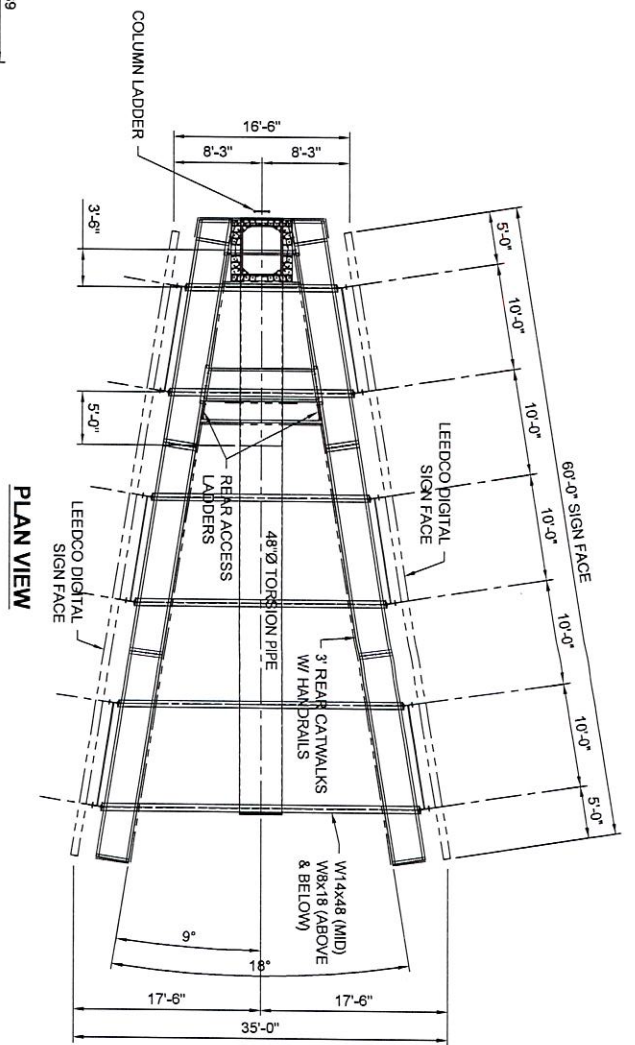 39
COLUMN LADDER
16'-6"
8'-3"
8'-3"
3'-6"
5'-0"
60'-0" SIGN FACE
5'-0"
10'-0"
10'-0"
10'-0"
10'-0"
10'-0"
5'-0"
LEEDCO DIGITAL
SIGN FACE
REAR ACCESS
LADDERS
48"Ø TORSION PIPE
3' REAR CATWALKS
W/ HANDRAILS
W14x48 (MID)
W8x18 (ABOVE
& BELOW)
LEEDCO DIGITAL
SIGN FACE
9°
18°
17'-6"
17'-6"
35'-0"
PLAN VIEW